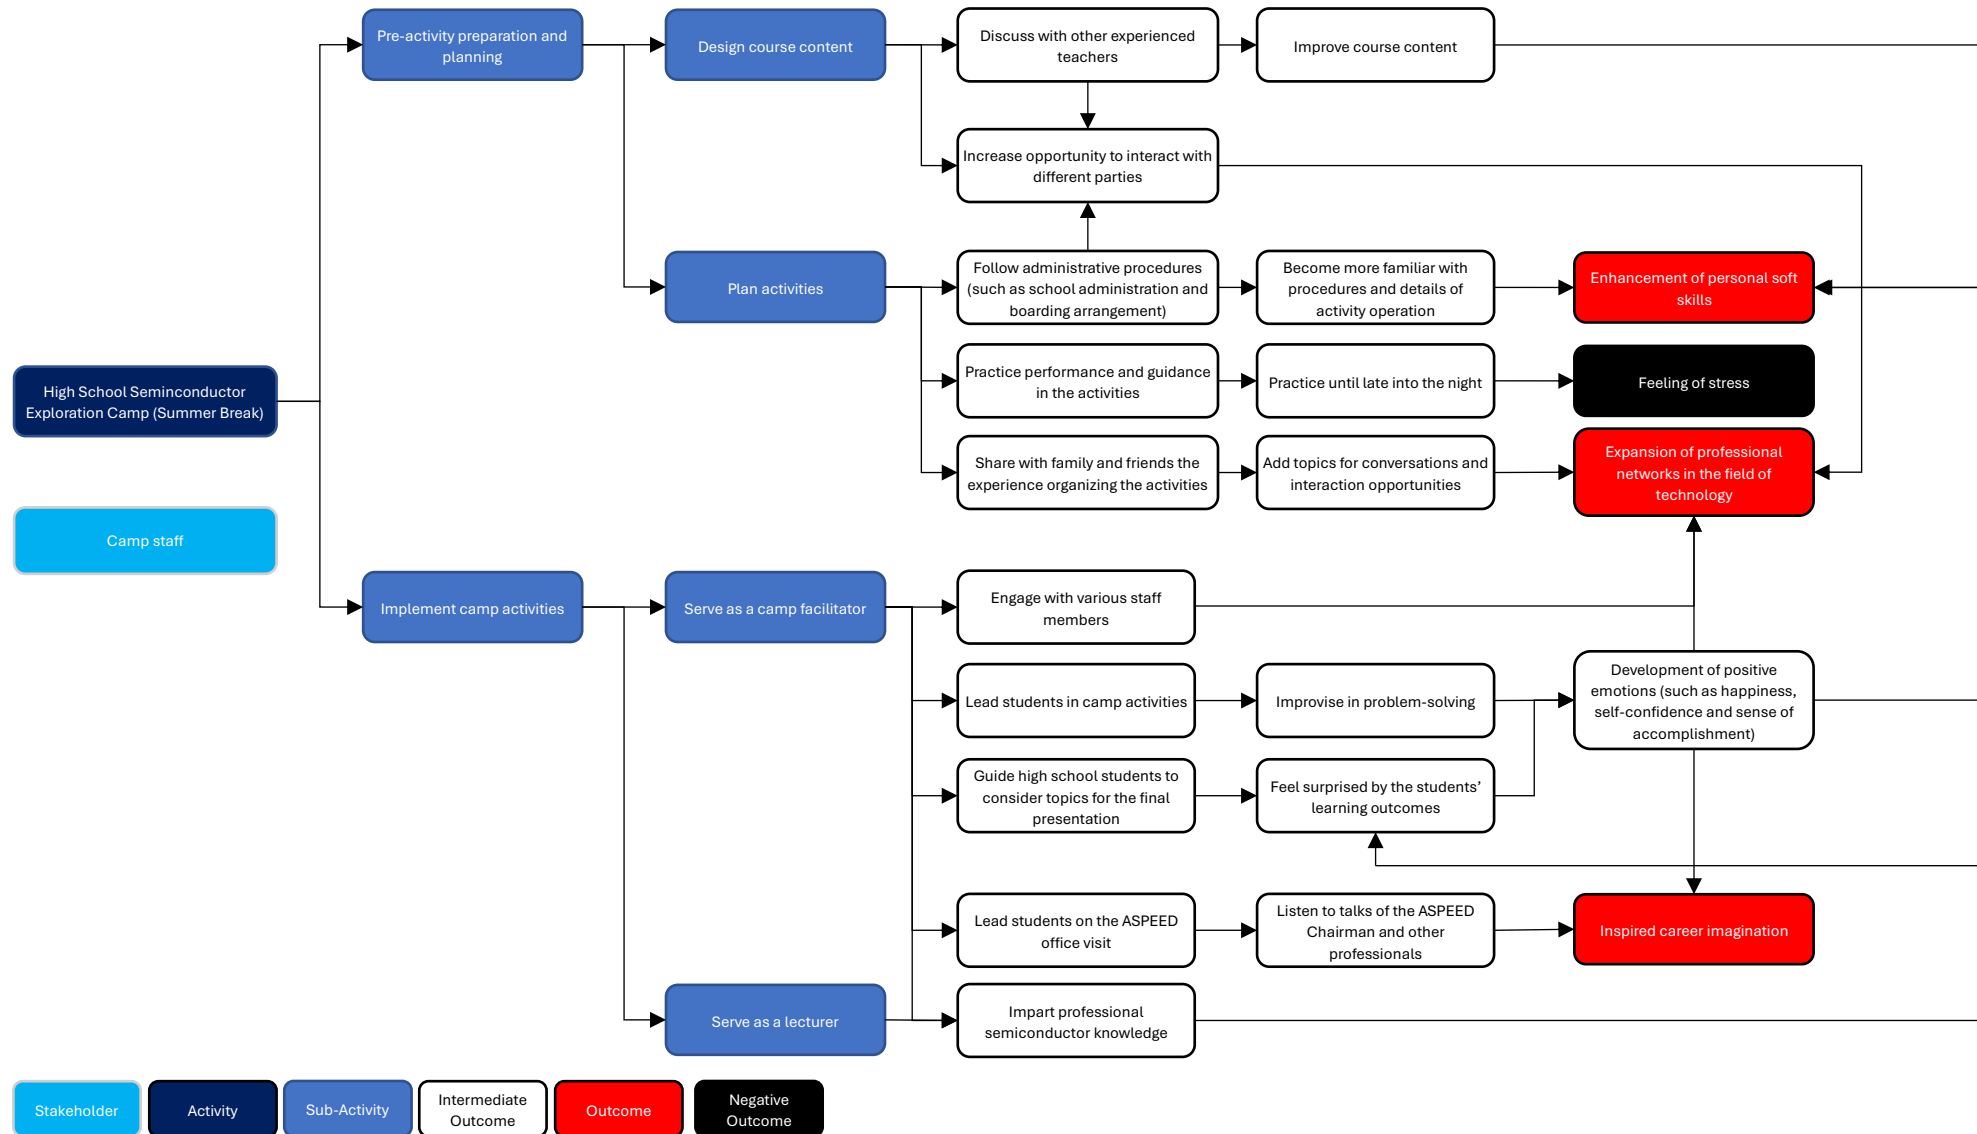 Pre-activity preparation and
planning
Design course content
Discuss with other experienced
teachers
Improve course content
Increase opportunity to interact with
different parties
Plan activities
Follow administrative procedures
(such as school administration and
boarding arrangement)
Become more familiar with
procedures and details of
activity operation
Enhancement of personal soft
skills
High School Seminconductor
Exploration Camp (Summer Break)
Practice performance and guidance
in the activities
Practice until late into the night
Feeling of stress
Share with family and friends the
experience organizing the activities
Add topics for conversations and
interaction opportunities
Expansion of professional
networks in the field of
technology
Camp staff
Implement camp activities
Serve as a camp facilitator
Engage with various staff
members
Lead students in camp activities
Improvise in problem-solving
Development of positive
emotions (such as happiness,
self-confidence and sense of
accomplishment)
Guide high school students to
consider topics for the final
presentation
Feel surprised by the students’
learning outcomes
Lead students on the ASPEED
office visit
Listen to talks of the ASPEED
Chairman and other
professionals
Inspired career imagination
Serve as a lecturer
Impart professional
semiconductor knowledge
Stakeholder
Activity
Sub-Activity
Intermediate
Outcome
Outcome
Negative
Outcome